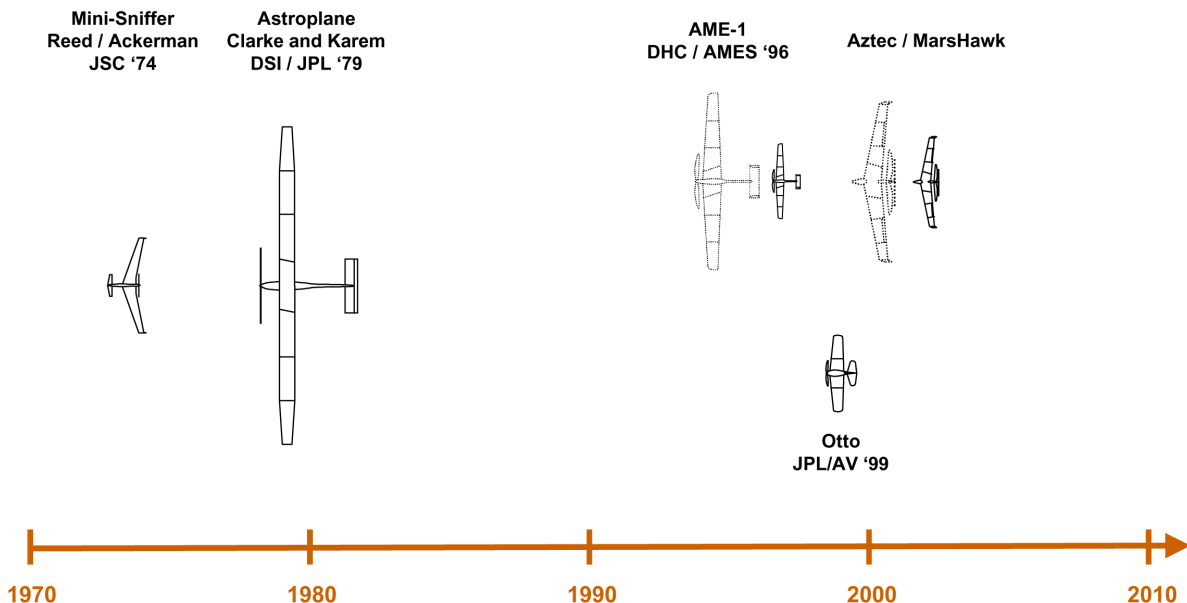 Mini-Sniffer
Reed / Ackerman
JSC ‘74
Astroplane
Clarke and Karem
DSI / JPL ‘79
AME-1
DHC / AMES ‘96
Aztec / MarsHawk
Otto
JPL/AV ‘99
1970
1980
1990
2000
2010